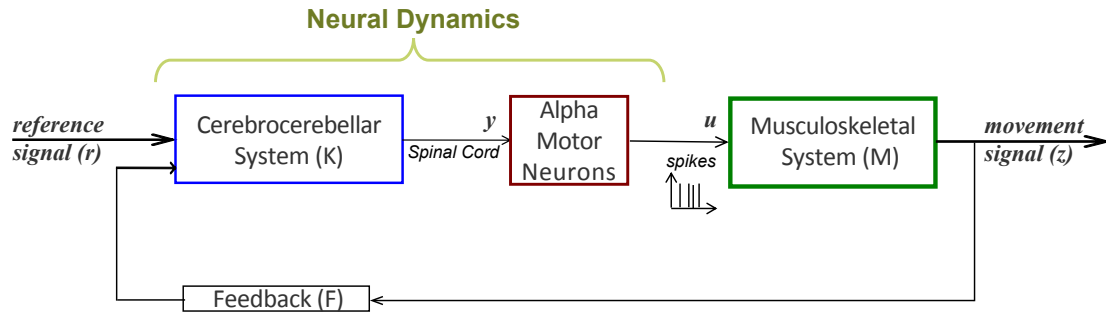 Neural Dynamics
reference
signal (r)
Cerebrocerebellar
System (K)
y
Spinal Cord
Alpha
Motor
Neurons
u
spikes
Musculoskeletal
System (M)
movement
signal (z)
Feedback (F)